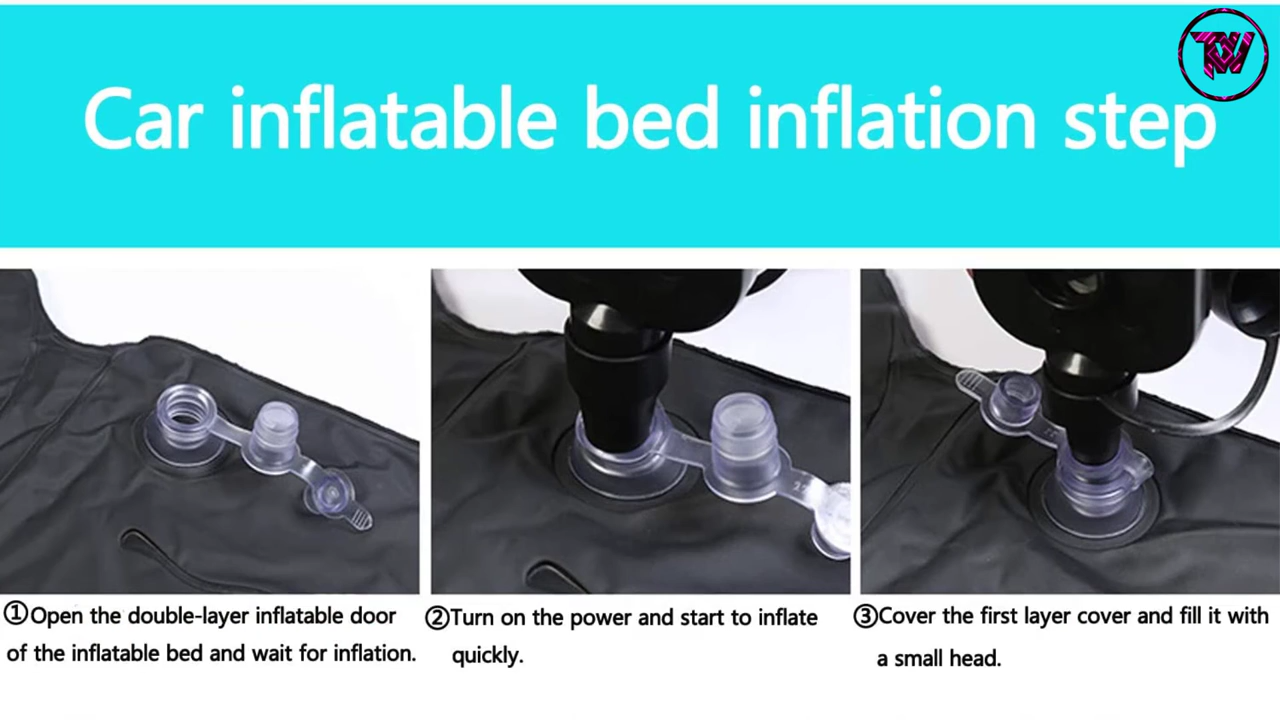 TW
Car inflatable bed inflation step
①Open the double-layer inflatable door
of the inflatable bed and wait for inflation.
②Turn on the power and start to inflate
quickly.
③Cover the first layer cover and fill it with
a small head.